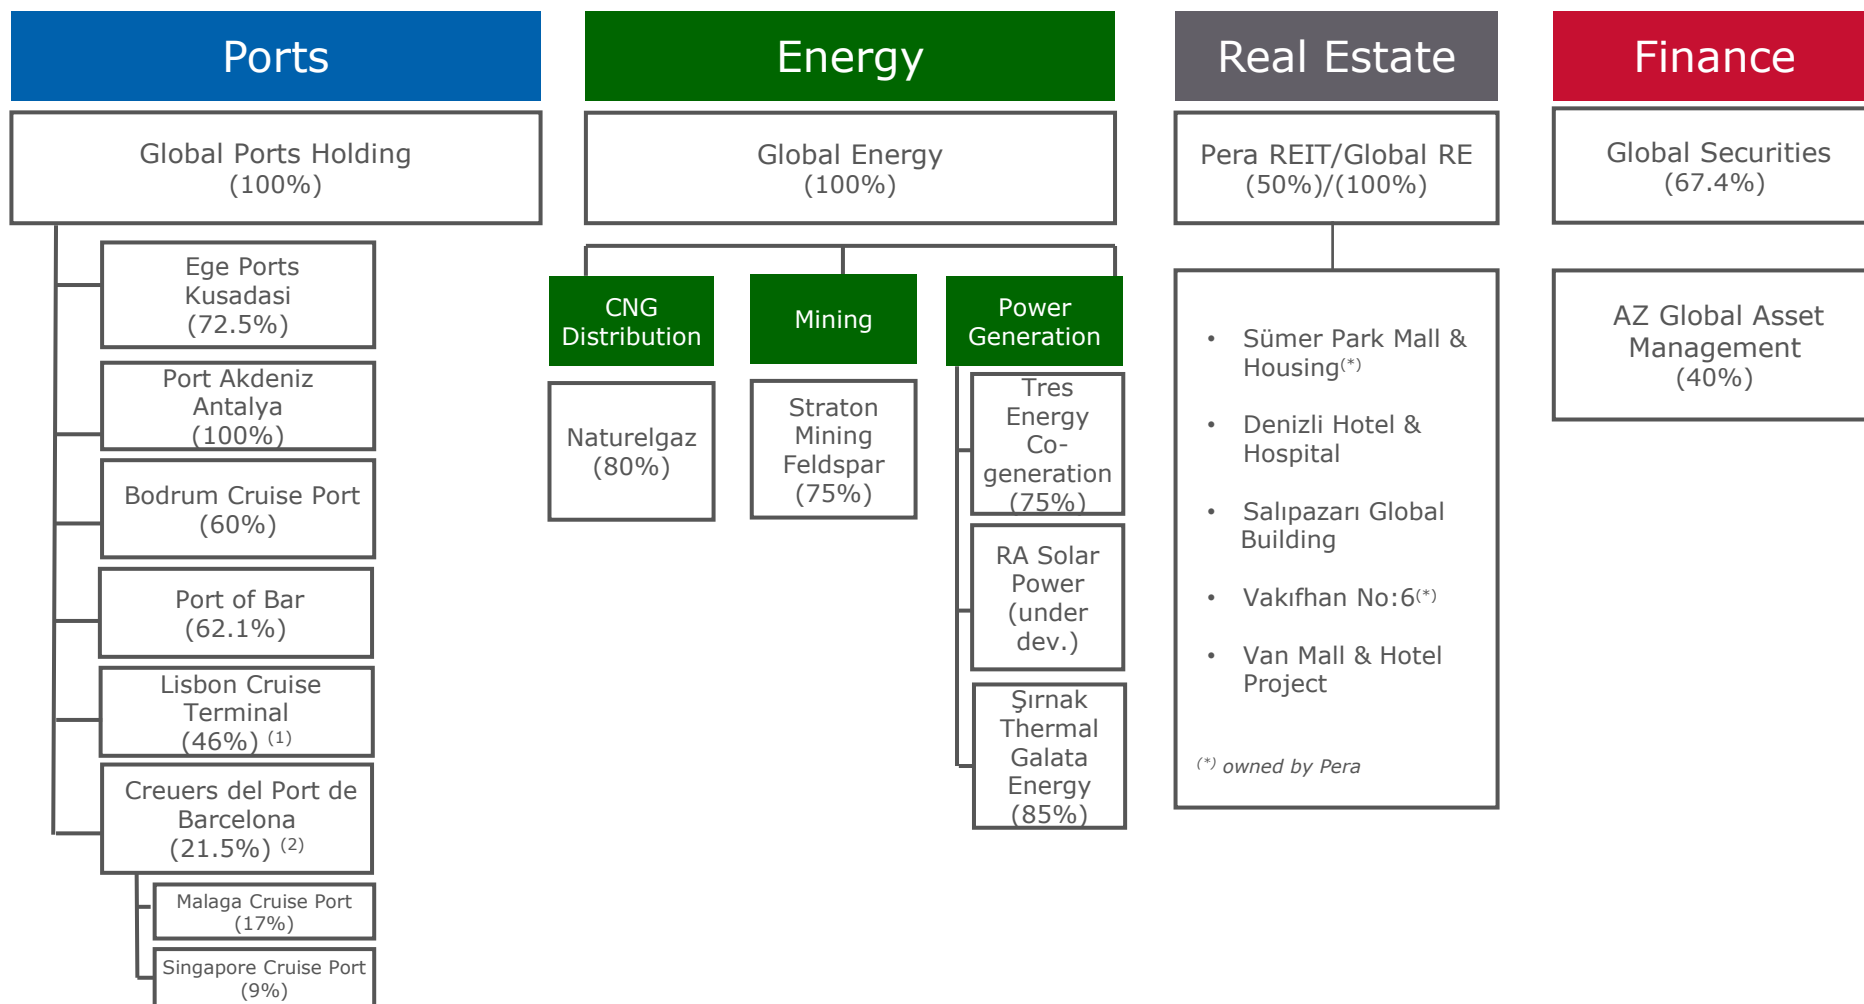 Ports
Global Ports Holding
(100%)
Ege Ports
Kusadasi
(72.5%)
Port Akdeniz
Antalya
(100%)
Bodrum Cruise Port
(60%)
Port of Bar
(62.1%)
Lisbon Cruise
Terminal
(46%) (1)
Creuers del Port de
Barcelona
(21.5%) (2)
Malaga Cruise Port
(17%)
Singapore Cruise Port
(9%)
Energy
Global Energy
(100%)
CNG
Distribution
Naturelgaz
(80%)
Mining
Straton
Mining
Feldspar
(75%)
Power
Generation
Tres
Energy
Co-
generation
(75%)
RA Solar
Power
(under
dev.)
Şırnak
Thermal
Galata
Energy
(85%)
Real Estate
Pera REIT/Global RE
(50%)/(100%)
• Sümer Park Mall &
Housing(*)
• Denizli Hotel &
Hospital
• Salıpazarı Global
Building
• Vakıfhan No:6(*)
• Van Mall & Hotel
Project
(*) owned by Pera
Finance
Global Securities
(67.4%)
AZ Global Asset
Management
(40%)